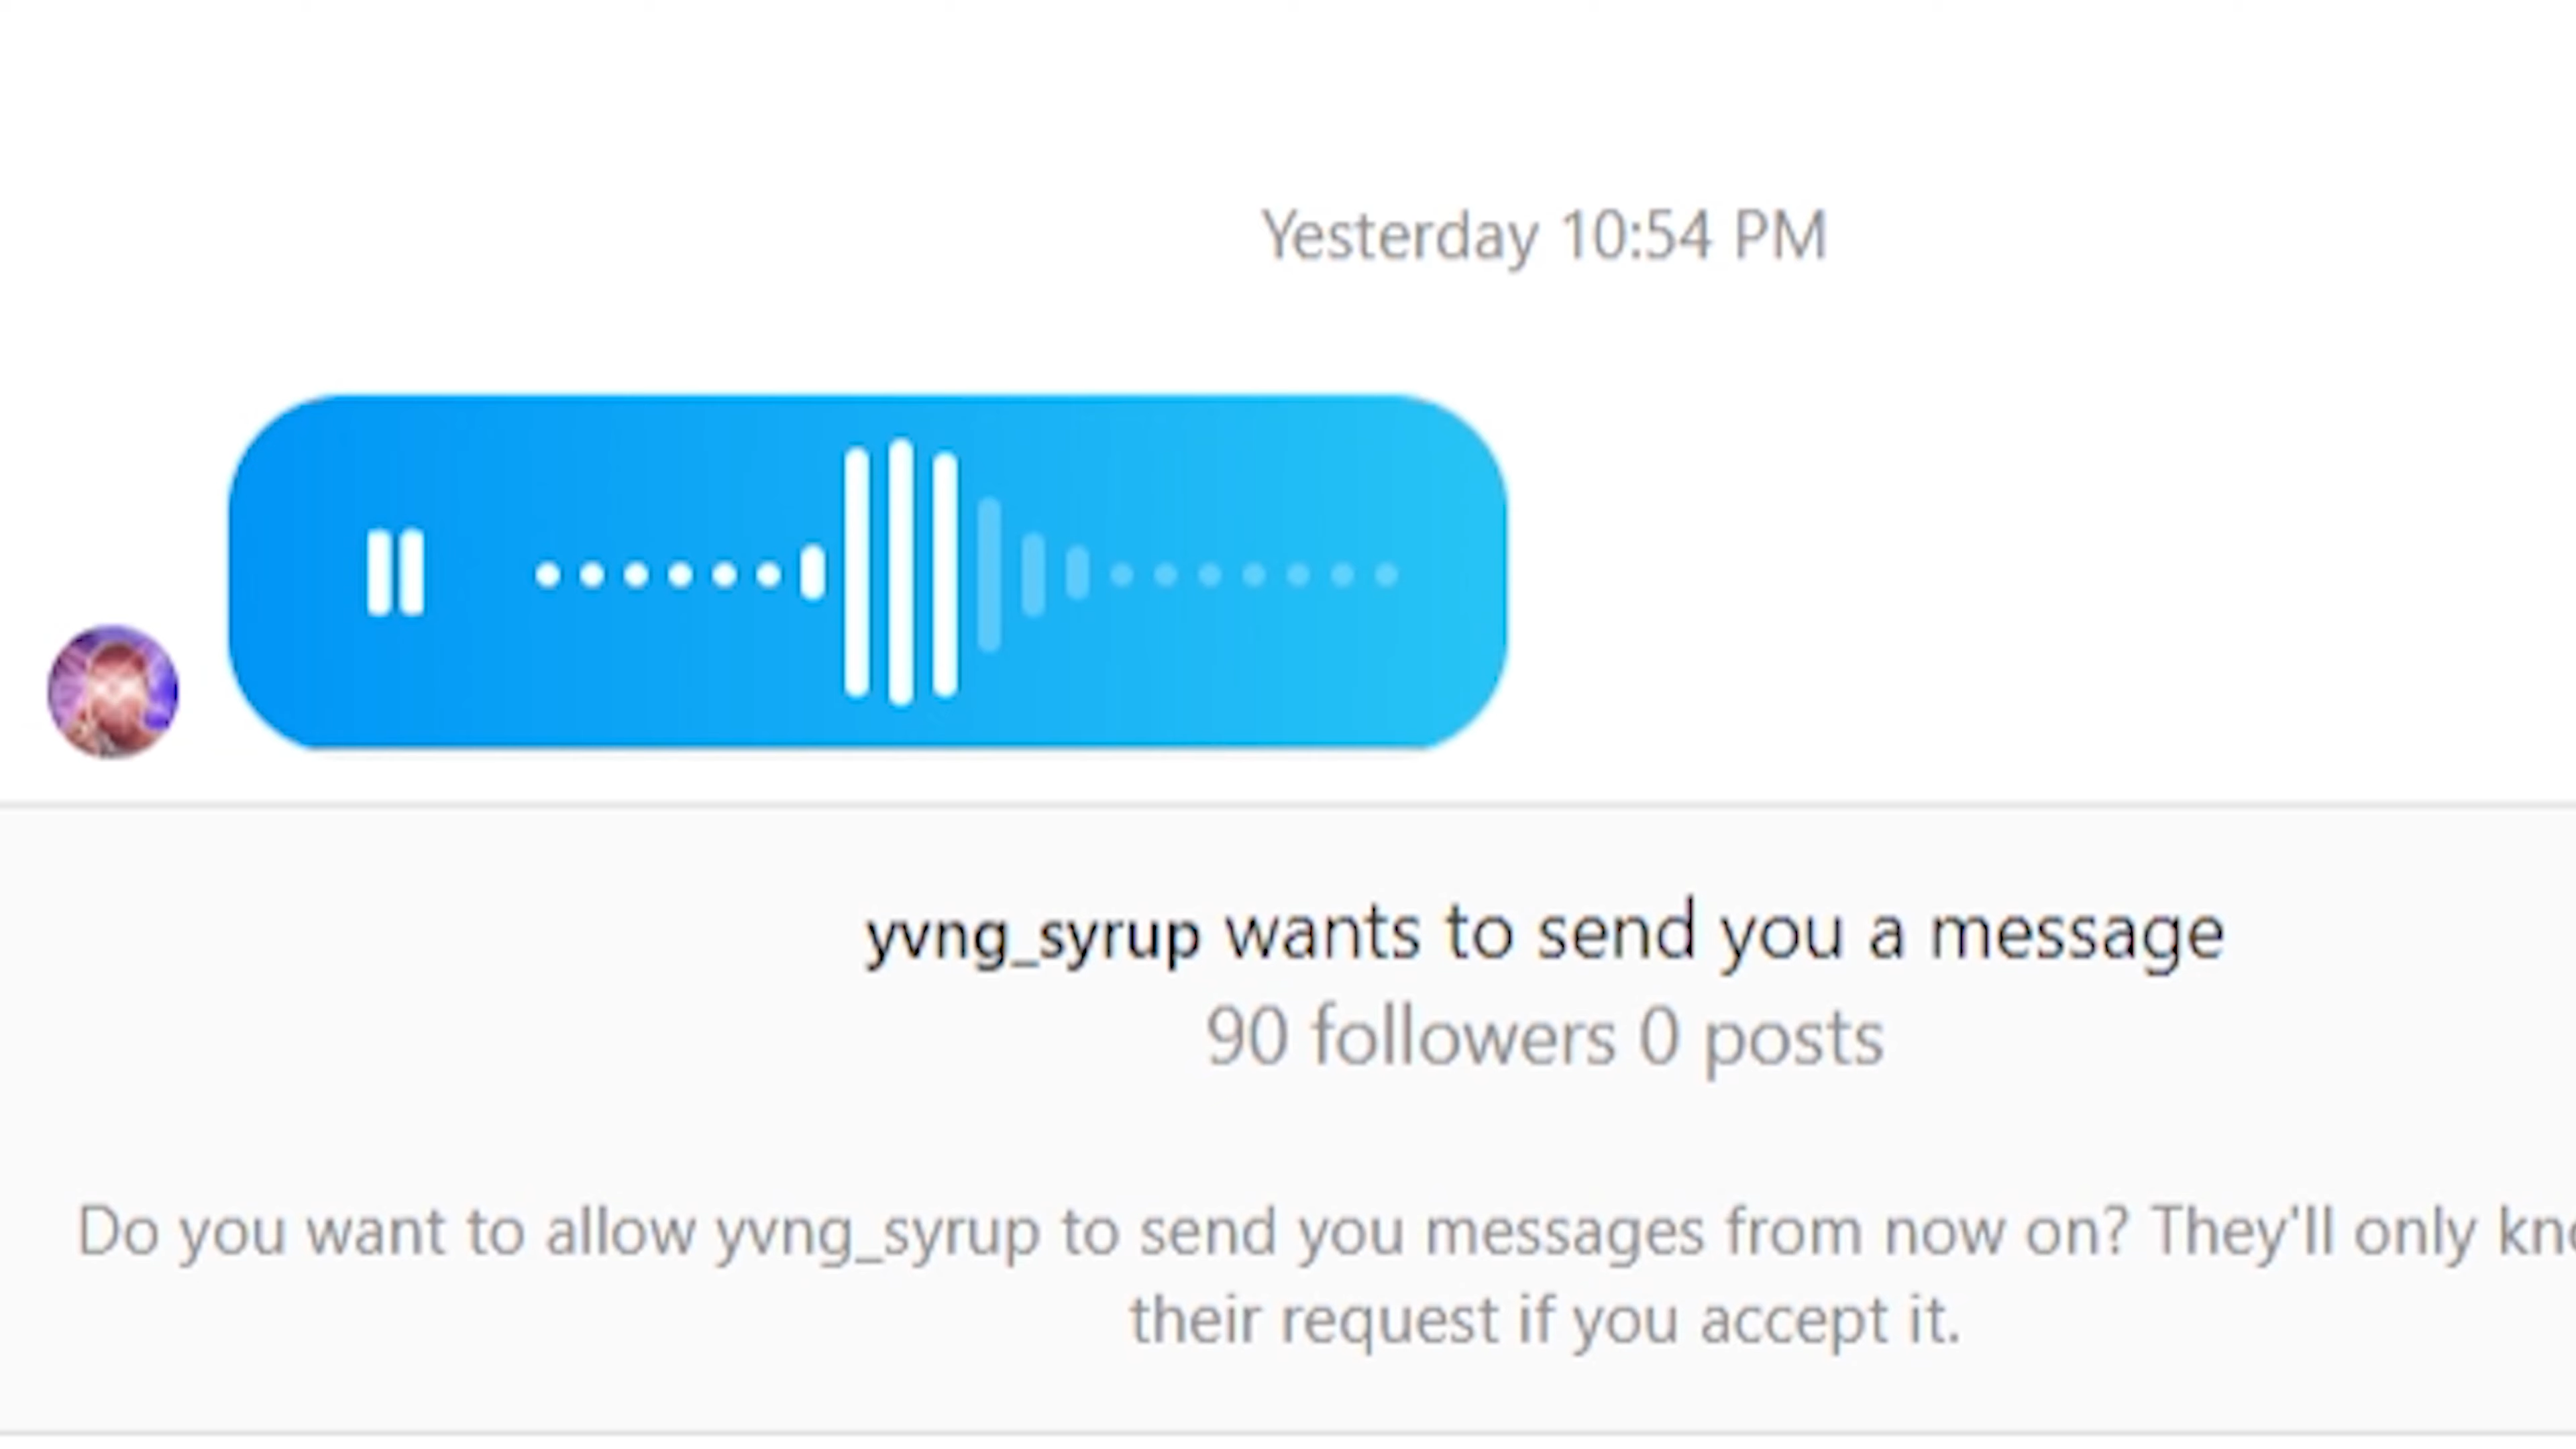 Yesterday 10:54 PM
yvng_syrup wants to send you a message
90 followers 0 posts
Do you want to allow yvng_syrup to send you messages from now on? They'll only
their request if you accept it.